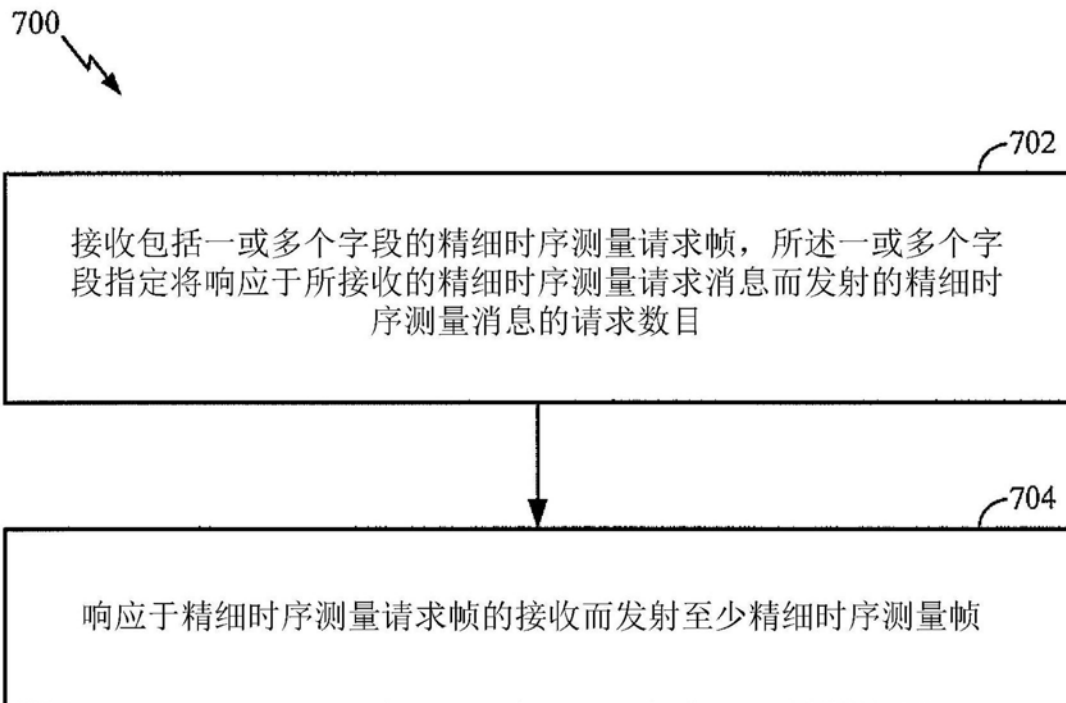 700
702
接收包括一或多个字段的精细时序测量请求帧，所述一或多个字
段指定将响应于所接收的精细时序测量请求消息而发射的精细时
序测量消息的请求数目
704
响应于精细时序测量请求帧的接收而发射至少精细时序测量帧